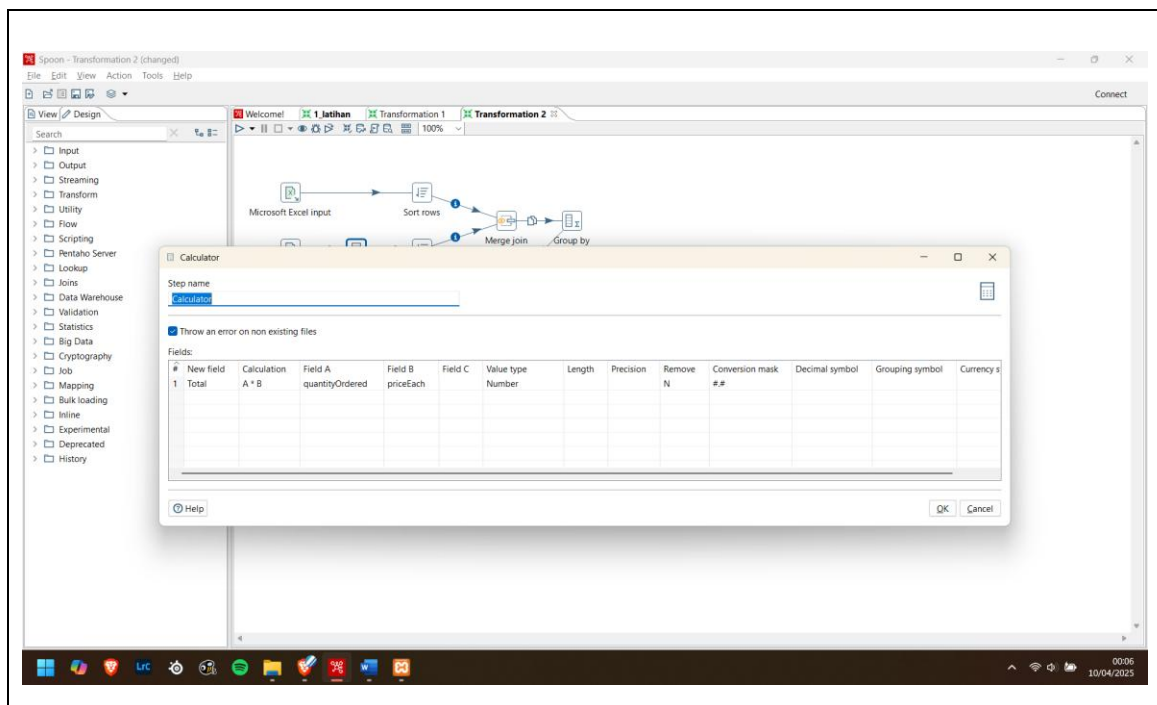 Spoon - Transformation 2 (changed)
File Edit View Action Tools Help
Connect
View Design
Welcome! 1_latihan Transformation 1 Transformation 2
Search
100%
Input
Output
Streaming
Transform
Utility
Flow
Scripting
Pentaho Server
Lookup
Joins
Data Warehouse
Validation
Statistics
Big Data
Cryptography
Job
Mapping
Bulk loading
Inline
Experimental
Deprecated
History
Microsoft Excel input Sort rows
Merge join Group by
Calculator
Step name
Calculator
Throw an error on non existing files
Fields:
# New field Calculation Field A Field B Field C Value type Length Precision Remove Conversion mask Decimal symbol Grouping symbol Currency s
1 Total A * B quantityOrdered priceEach Number N #.#
Help OK Cancel
LrC
00:06
10/04/2025